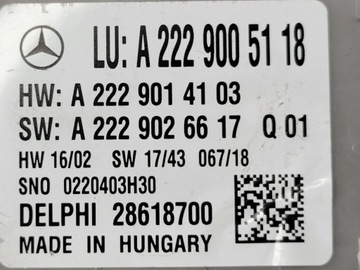 LU: A 222 900 51 18
HW: A 222 901 41 03
SW: A 222 902 66 17 Q 01
HW 16/02 SW 17/43 067/18
SNO 0220403H30
DELPHI 28618700
MADE IN HUNGARY